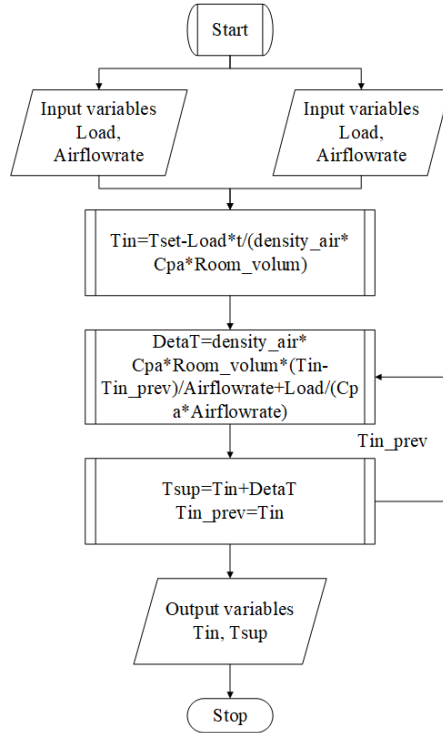 Start
Input variables
Load,
Airflowrate
Input variables
Load,
Airflowrate
Tin=Tset-Load*t/(density_air*
Cpa*Room_volum)
DetaT=density_air*
Cpa*Room_volum*(Tin-
Tin_prev)/Airflowrate+Load/(Cp
a*Airflowrate)
Tin_prev
Tsup=Tin+DetaT
Tin_prev=Tin
Output variables
Tin, Tsup
Stop